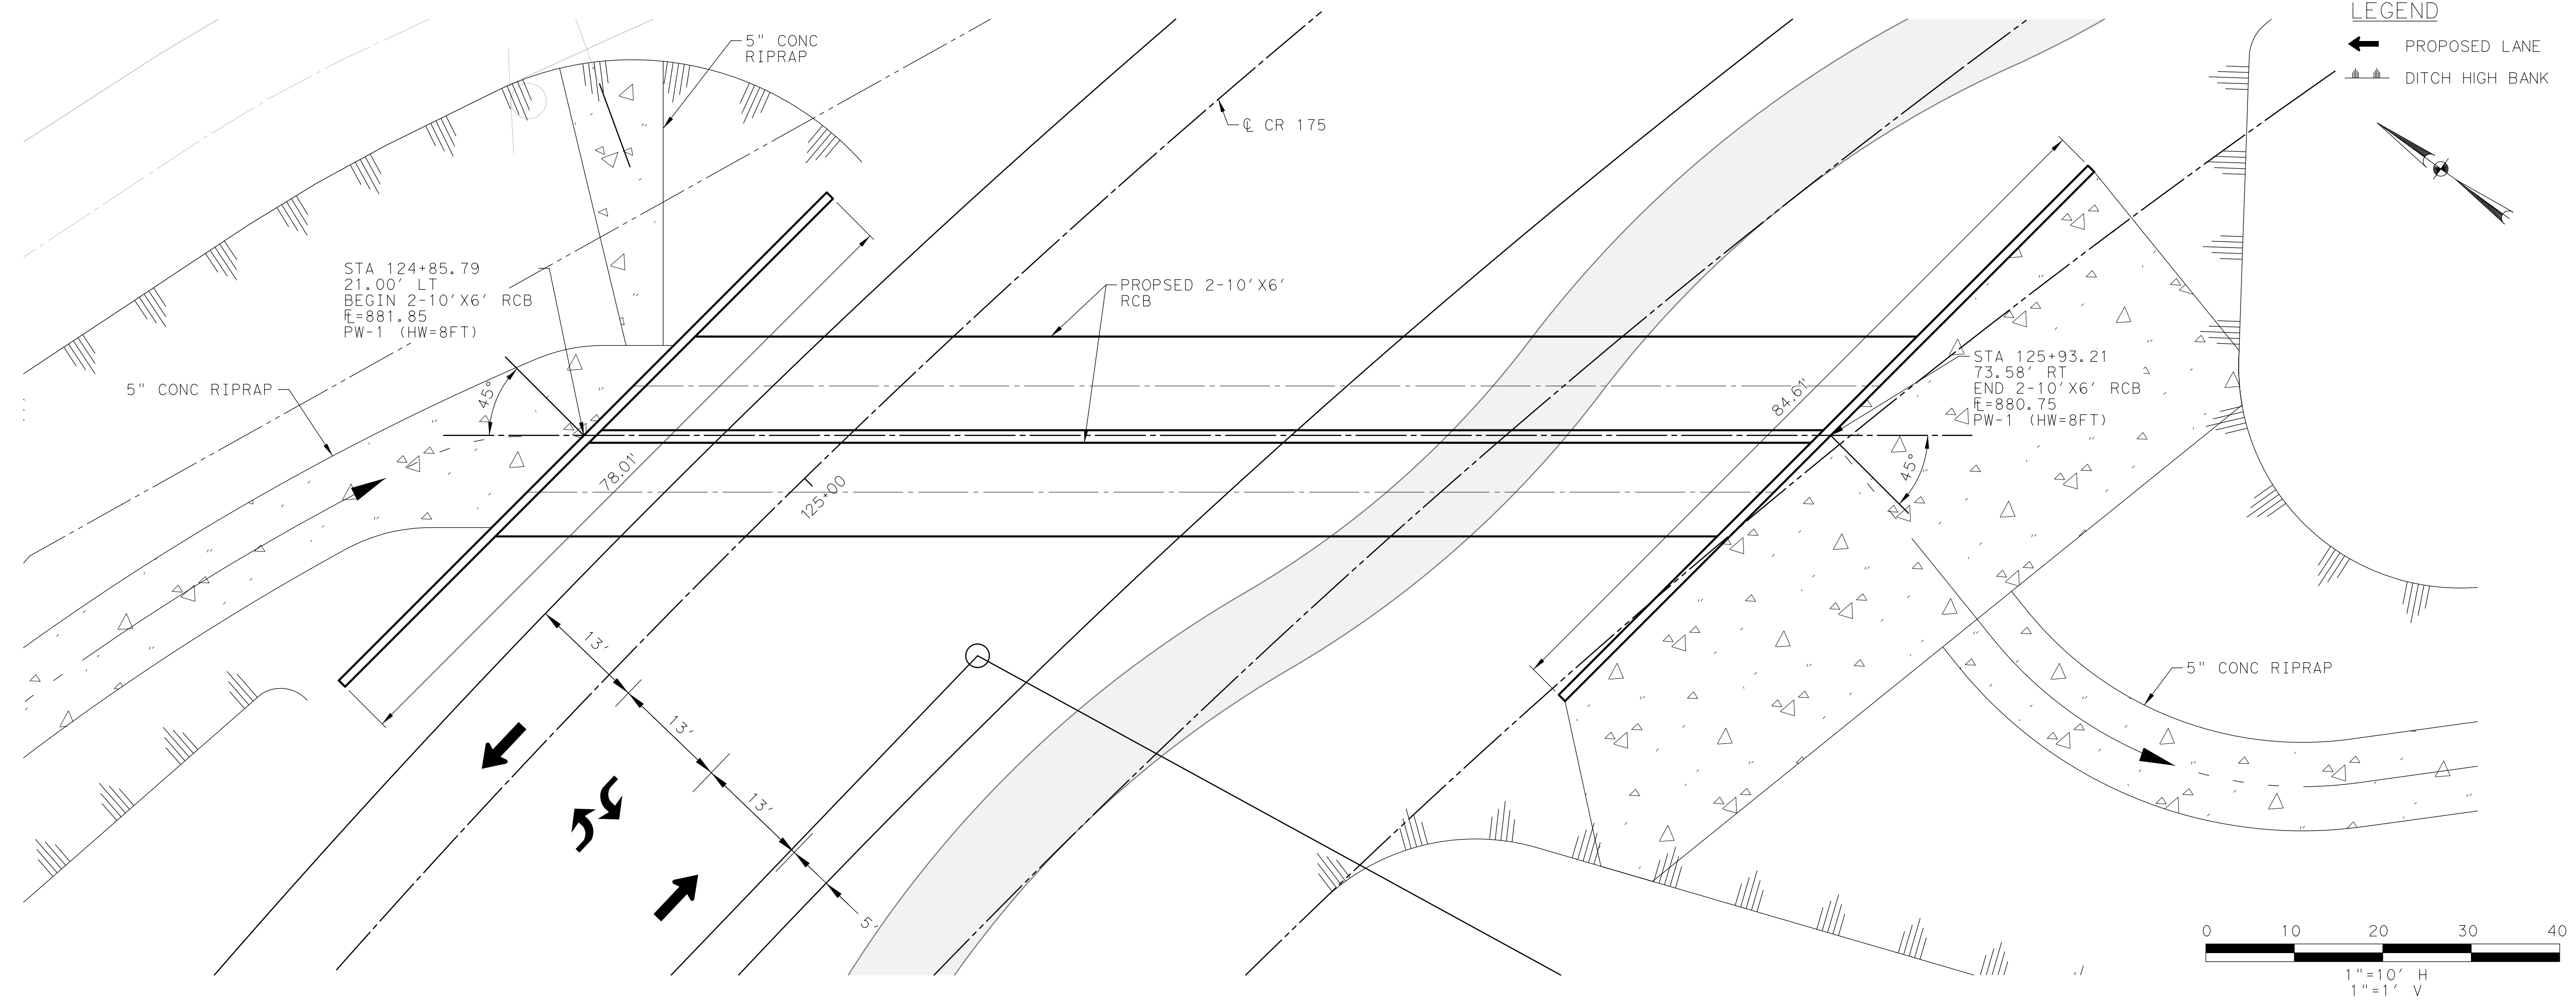 LEGEND
PROPOSED LANE
DITCH HIGH BANK
5" CONC
RIPRAP
℄ CR 175
STA 124+85.79
21.00' LT
BEGIN 2-10'X6' RCB
FL=881.85
PW-1 (HW=8FT)
PROPSED 2-10'X6'
RCB
STA 125+93.21
73.58' RT
END 2-10'X6' RCB
FL=880.75
PW-1 (HW=8FT)
5" CONC RIPRAP
45°
84.61'
78.01'
45°
125+00
13'
13'
13'
5'
5" CONC RIPRAP
0 10 20 30 40
1"=10' H
1"=1' V